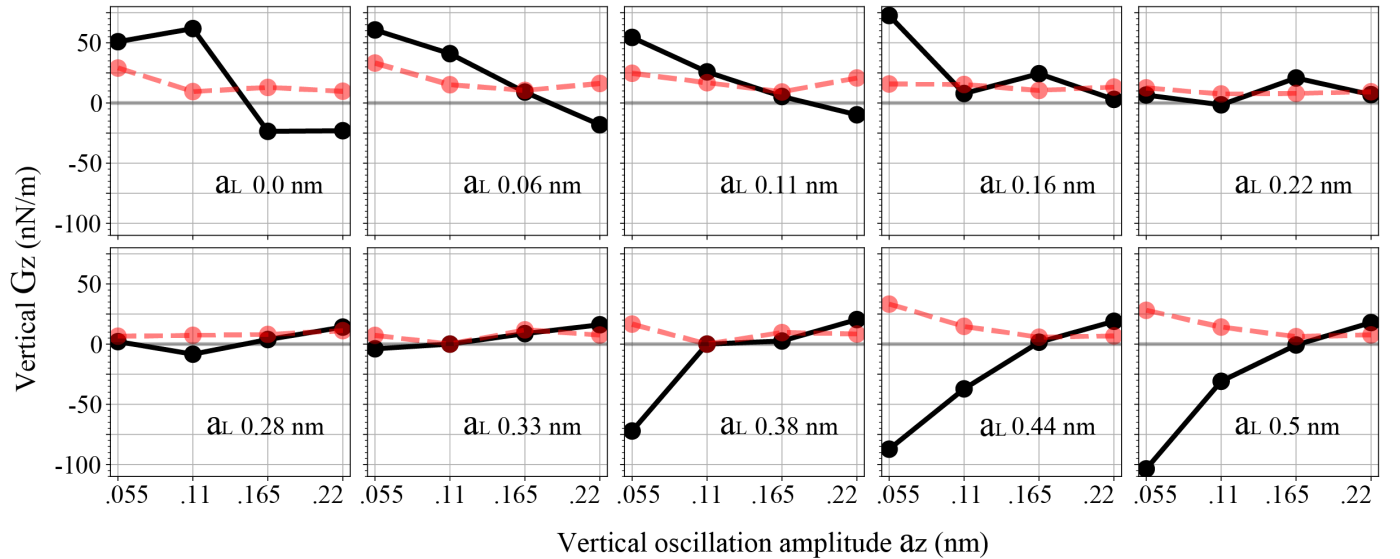 50
0
-50
-100
aL 0.0 nm
aL 0.06 nm
aL 0.11 nm
aL 0.16 nm
aL 0.22 nm
Vertical Gz (nN/m)
50
0
-50
-100
aL 0.28 nm
aL 0.33 nm
aL 0.38 nm
aL 0.44 nm
aL 0.5 nm
.055 .11 .165 .22 .055 .11 .165 .22 .055 .11 .165 .22 .055 .11 .165 .22 .055 .11 .165 .22
Vertical oscillation amplitude az (nm)